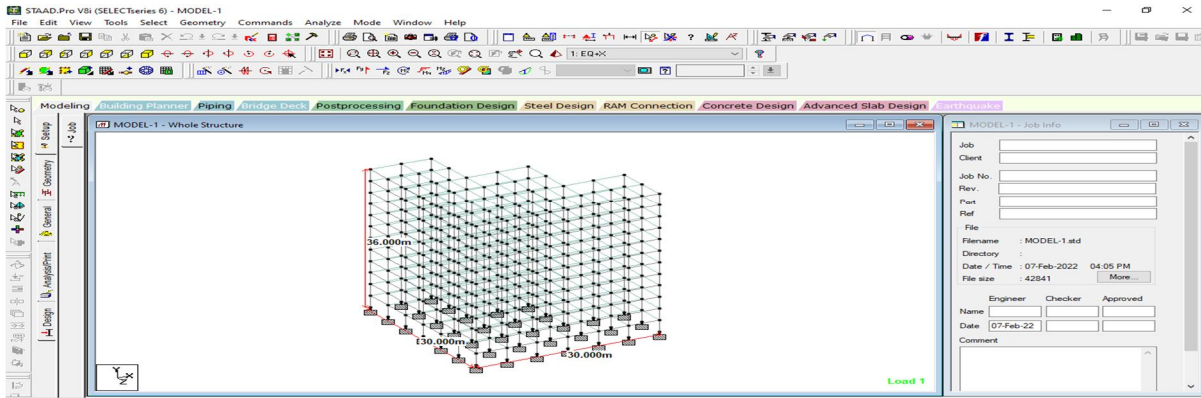 STAAD.Pro V8i (SELECTseries 6) - MODEL-1
File Edit View Tools Select Geometry Commands Analyze Mode Window Help
1: EQ+X
Modeling Building Planner Piping Bridge Deck Postprocessing Foundation Design Steel Design RAM Connection Concrete Design Advanced Slab Design Earthquake
Setup
Geometry
General
Analysis/Print
Design
Job
MODEL-1 - Whole Structure
36.000m
30.000m
30.000m
Y
X
Z
Load 1
MODEL-1 - Job Info
Job
Client
Job No.
Rev.
Part
Ref
File
Filename : MODEL-1.std
Directory :
Date / Time : 07-Feb-2022 04:05 PM
File size : 42841 More...
Engineer Checker Approved
Name
Date 07-Feb-22
Comment